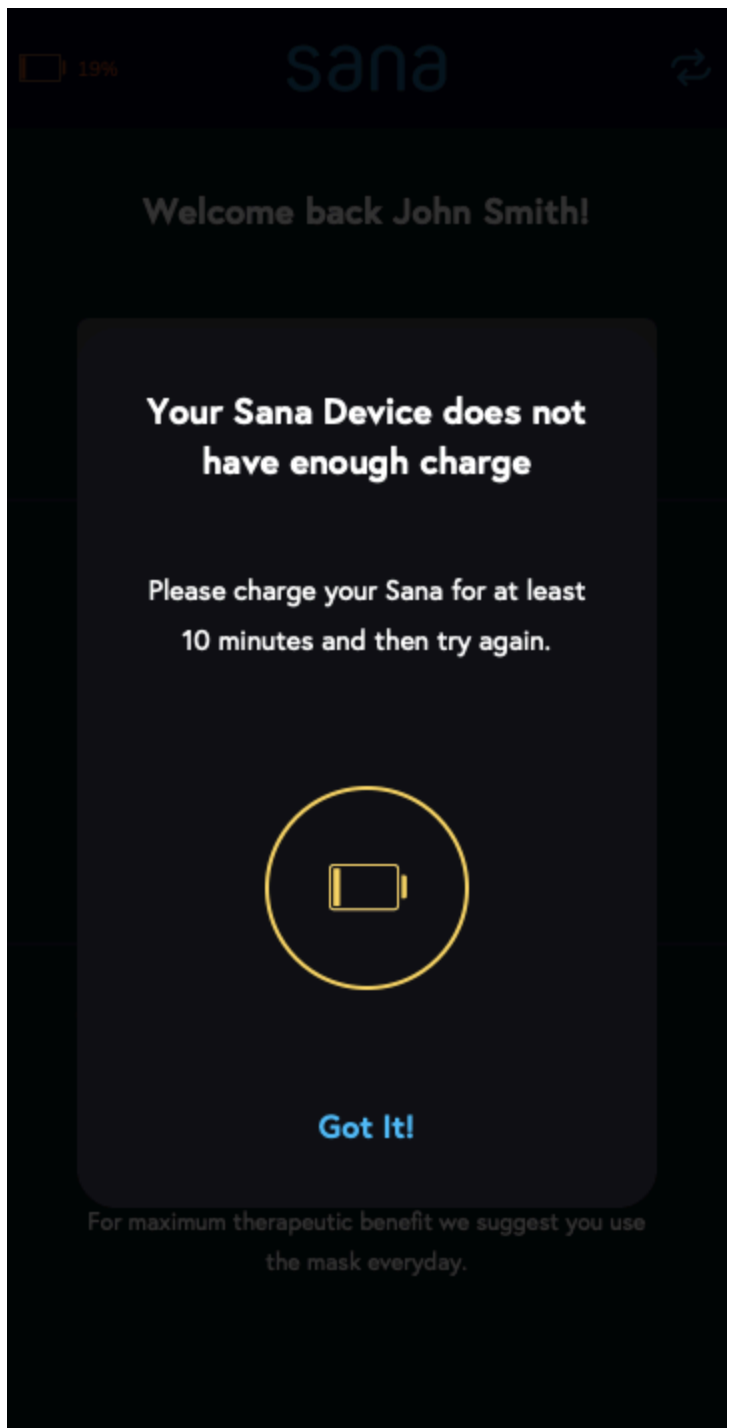 19%
sana
Welcome back John Smith!
Your Sana Device does not
have enough charge
Please charge your Sana for at least
10 minutes and then try again.
Got It!
For maximum therapeutic benefit we suggest you use
the mask everyday.